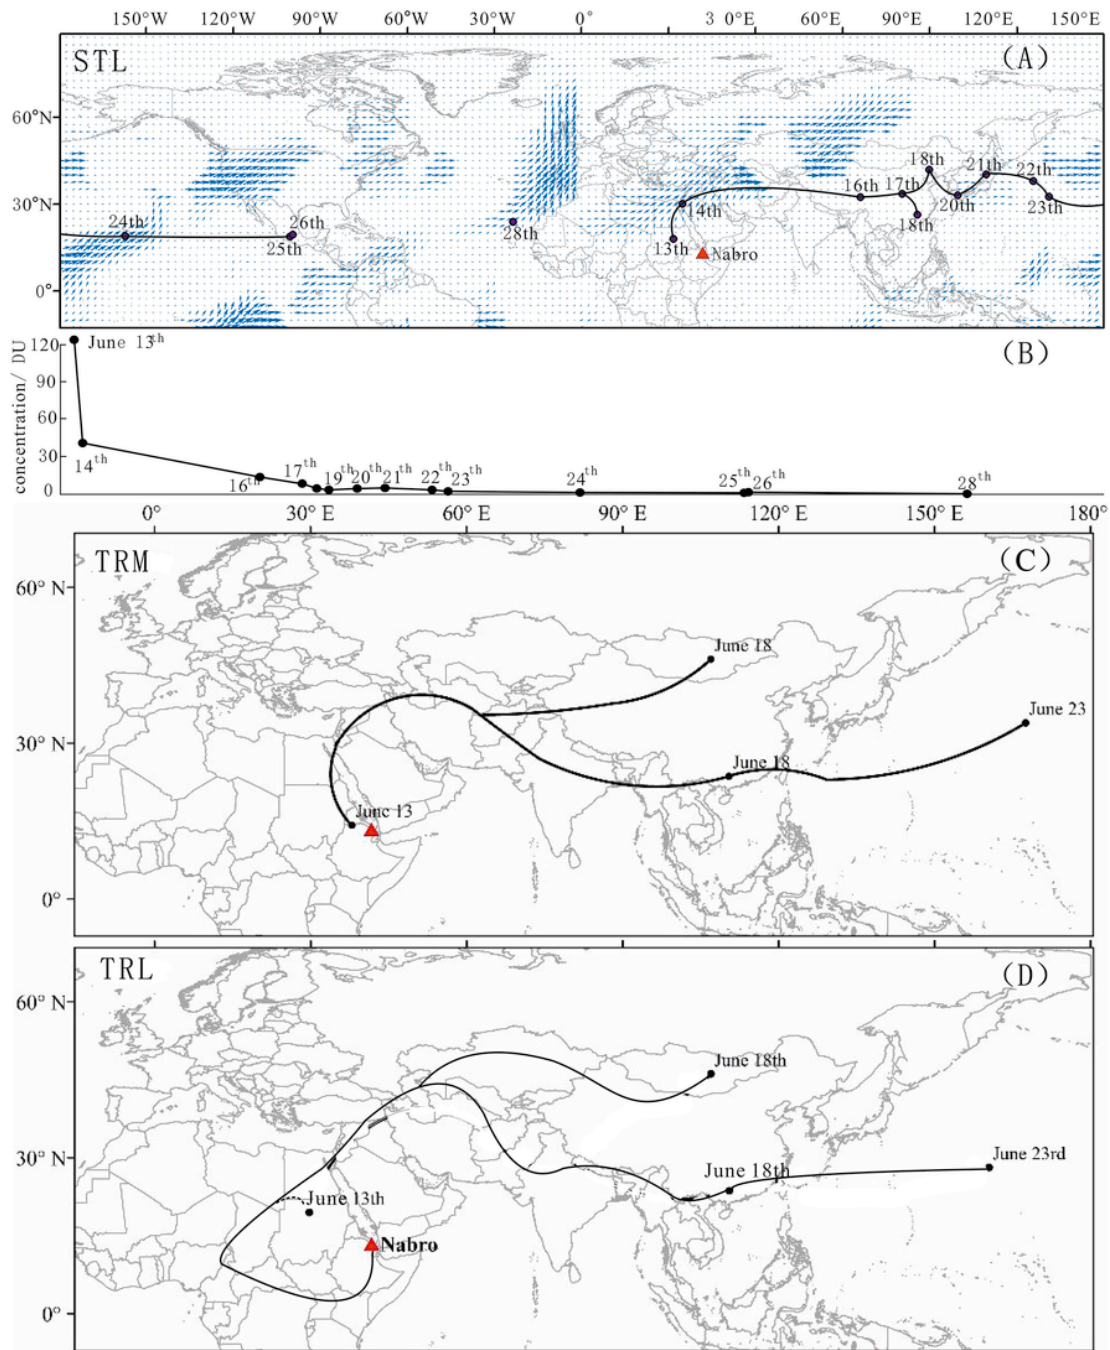 150°W 120°W 90°W 60°W 30°W 0° 3 0°E 60°E 90°E 120°E 150°E
STL (A)
60°N
18th 21th 22th
16th 17th
30°N 24th 26th 28th 14th 18th 20th 23th
25th 13th Nabro
0°
concentration/ DU
120 June 13th (B)
90
60
30 14th 16th 17th 19th 20th 21th 22th 23th 24th 25th 26th 28th
0
0° 30° E 60° E 90° E 120° E 150° E 180° E
TRM (C)
60° N
June 18
June 23
30° N
June 18
June 13
0°
TRL (D)
60° N
June 18th
30° N
June 23rd
June 18th
June 13th
Nabro
0°